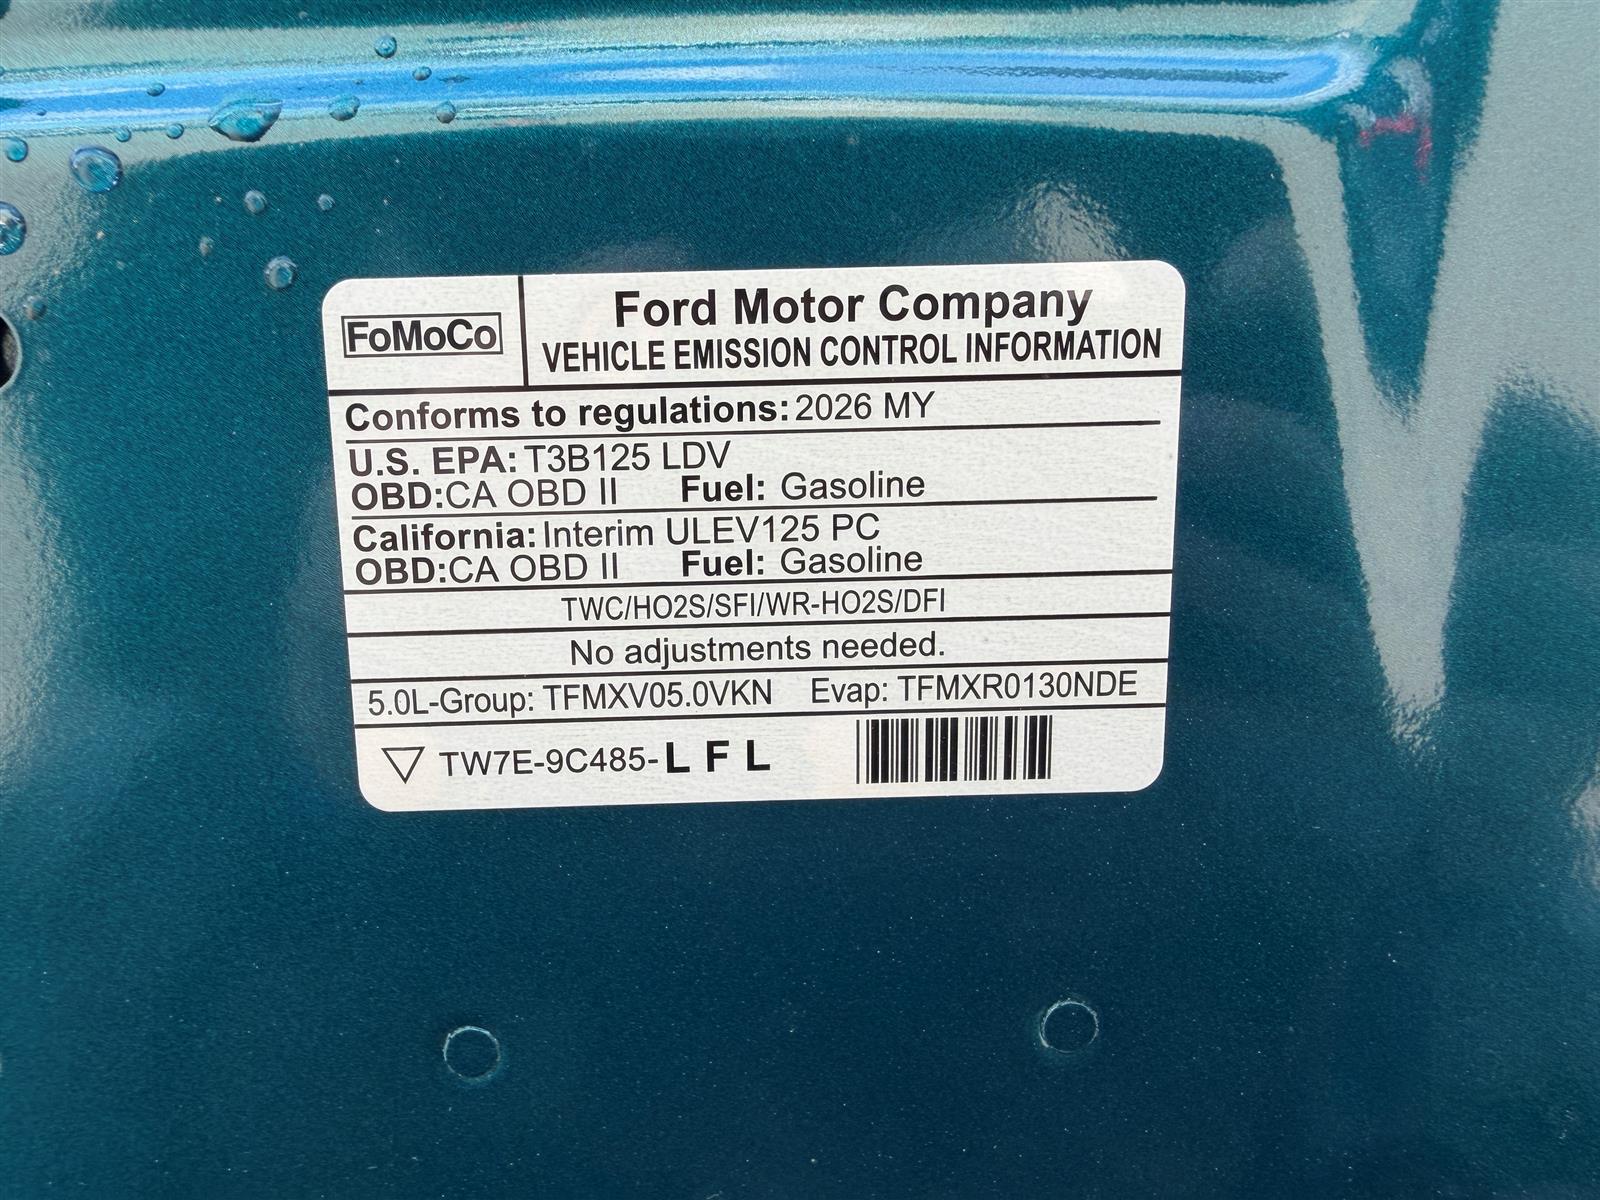 FoMoCo
Ford Motor Company
VEHICLE EMISSION CONTROL INFORMATION
Conforms to regulations: 2026 MY
U.S. EPA: T3B125 LDV
OBD:CA OBD II Fuel: Gasoline
California: Interim ULEV125 PC
OBD:CA OBD II Fuel: Gasoline
TWC/HO2S/SFI/WR-HO2S/DFI
No adjustments needed.
5.0L-Group: TFMXV05.0VKN Evap: TFMXR0130NDE
TW7E-9C485-L F L